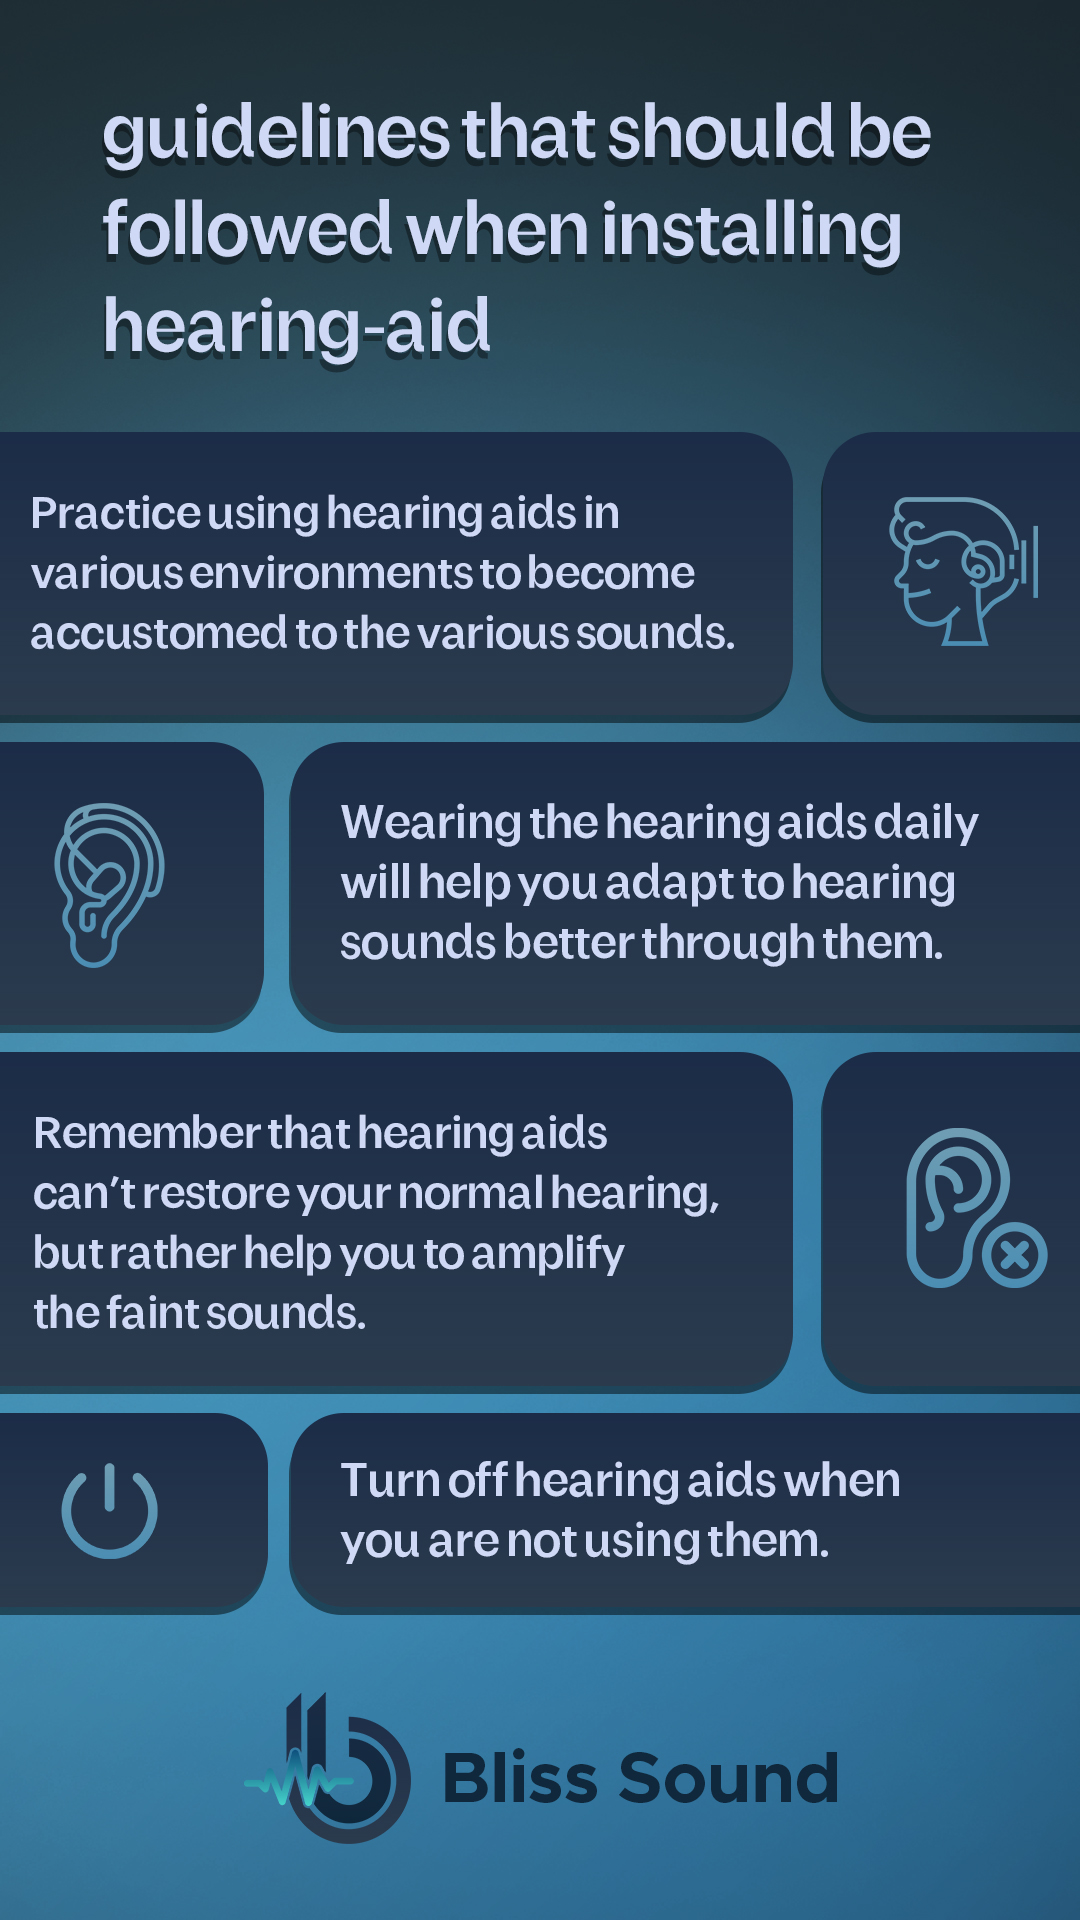 guidelines that should be
followed when installing
hearing-aid
Practice using hearing aids in
various environments to become
accustomed to the various sounds.
Wearing the hearing aids daily
will help you adapt to hearing
sounds better through them.
Remember that hearing aids
can’t restore your normal hearing,
but rather help you to amplify
the faint sounds.
Turn off hearing aids when
you are not using them.
Bliss Sound